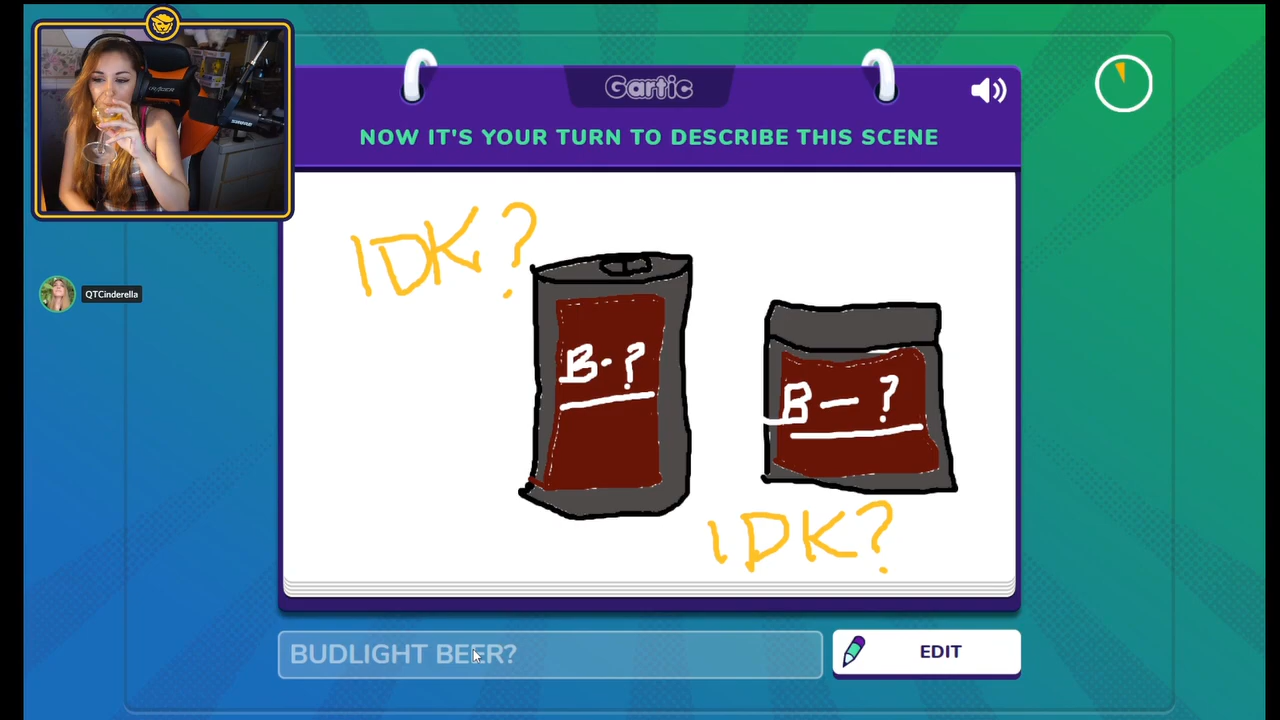 Gartic
NOW IT'S YOUR TURN TO DESCRIBE THIS SCENE
IDK?
B-?
B-?
IDK?
QTCinderella
BUDLIGHT BEER?
EDIT